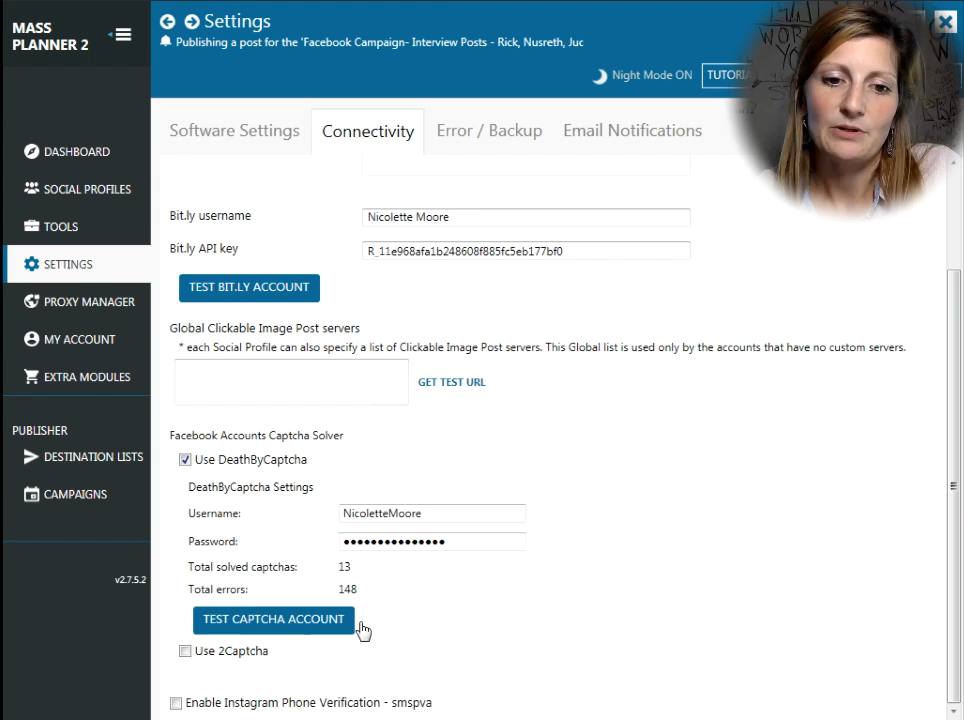 MASS
PLANNER 2
Settings
Publishing a post for the 'Facebook Campaign- Interview Posts - Rick, Nusreth, Juc
Night Mode ON
Software Settings
Connectivity
Error / Backup
Email Notifications
DASHBOARD
SOCIAL PROFILES
TOOLS
SETTINGS
PROXY MANAGER
MY ACCOUNT
EXTRA MODULES
PUBLISHER
DESTINATION LISTS
CAMPAIGNS
v2.7.5.2
Bit.ly username
Nicolette Moore
Bit.ly API key
R_11e968afa1b248608f885fc5eb177bf0
TEST BIT.LY ACCOUNT
Global Clickable Image Post servers
* each Social Profile can also specify a list of Clickable Image Post servers. This Global list is used only by the accounts that have no custom servers.
GET TEST URL
Facebook Accounts Captcha Solver
Use DeathByCaptcha
DeathByCaptcha Settings
Username:
NicoletteMoore
Password:
•••••••••••••••
Total solved captchas:
13
Total errors:
148
TEST CAPTCHA ACCOUNT
Use 2Captcha
Enable Instagram Phone Verification - smspva